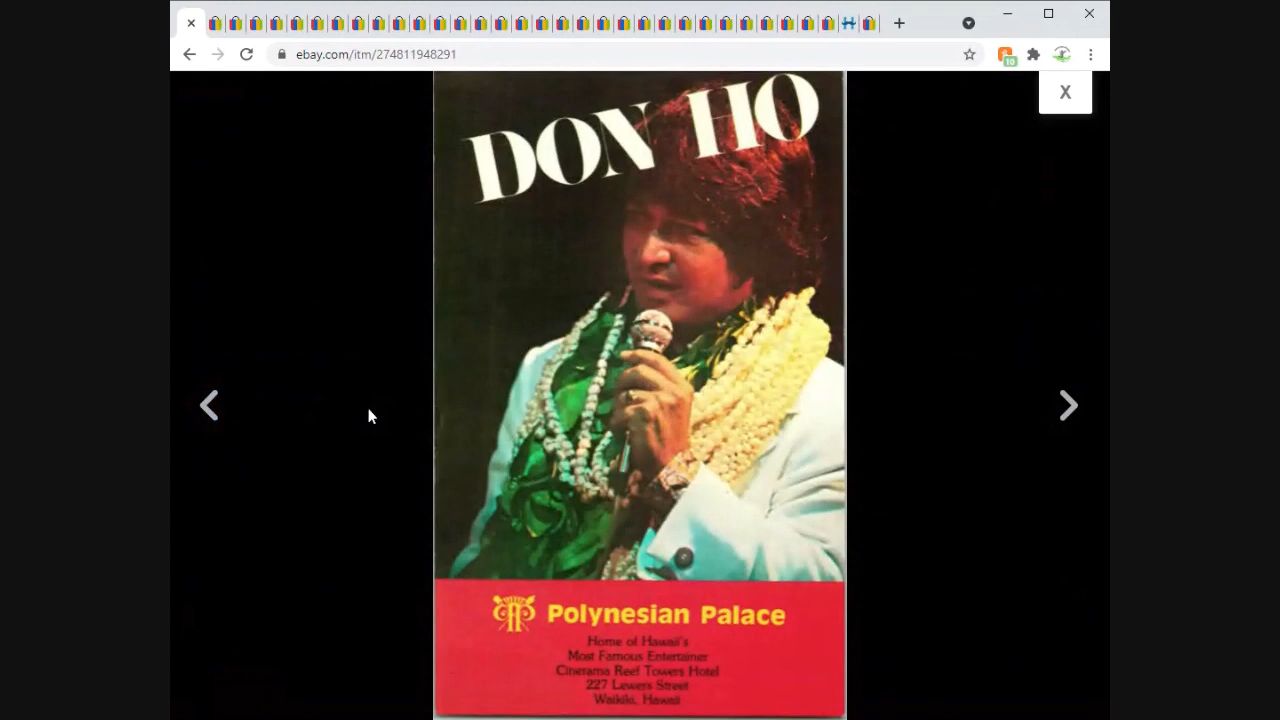 ebay.com/itm/274811948291
10
X
DON HO
Polynesian Palace
Home of Hawaii's
Most Famous Entertainer
Cinerama Reef Towers Hotel
227 Lewers Street
Waikiki, Hawaii